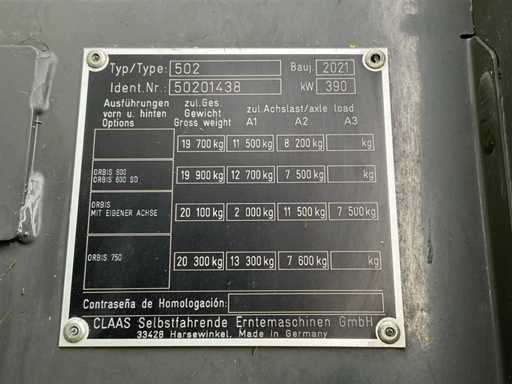 Typ/Type: 502 Bauj. 2021
Ident.Nr.: 50201438 kW 390
Ausführungen zul.Ges. zul.Achslast/axle load
vorn u. hinten Gewicht A1 A2 A3
Options Gross weight
19 700 kg 11 500 kg 8 200 kg kg
ORBIS 900
ORBIS 600 SD 19 900 kg 12 700 kg 7 500 kg kg
ORBIS
MIT EIGENER ACHSE 20 100 kg 2 000 kg 11 500 kg 7 500 kg
ORBIS 750 20 300 kg 13 300 kg 7 600 kg kg
Contraseña de Homologación:
CLAAS Selbstfahrende Erntemaschinen GmbH
33428 Harsewinkel, Made in Germany